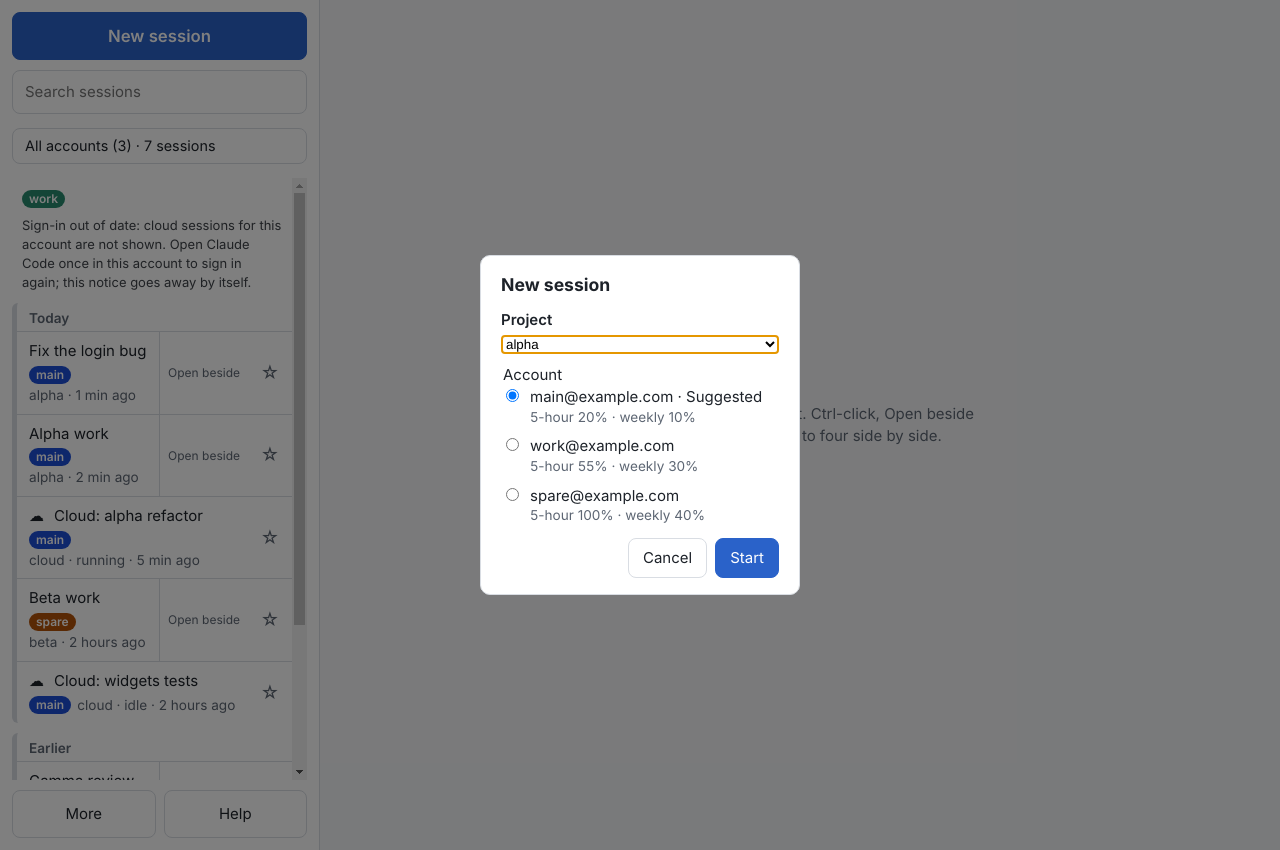 New session
Search sessions
All accounts (3) · 7 sessions
work
Sign-in out of date: cloud sessions for this
account are not shown. Open Claude
Code once in this account to sign in
again; this notice goes away by itself.
Today
Fix the login bug
main
alpha · 1 min ago
Open beside
Alpha work
main
alpha · 2 min ago
Open beside
Cloud: alpha refactor
main
cloud · running · 5 min ago
Beta work
spare
beta · 2 hours ago
Open beside
Cloud: widgets tests
main cloud · idle · 2 hours ago
Earlier
Gamma review
More
Help
New session
Project
alpha
Account
main@example.com · Suggested
5-hour 20% · weekly 10%
work@example.com
5-hour 55% · weekly 30%
spare@example.com
5-hour 100% · weekly 40%
Cancel
Start
Ctrl-click, Open beside
to four side by side.